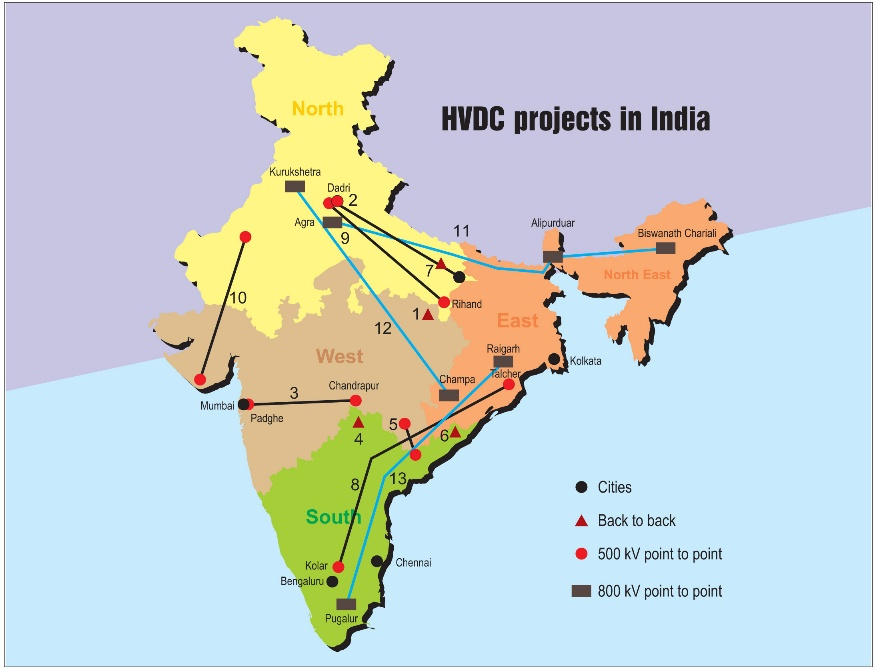 North
HVDC projects in India
Kurukshetra
Dadri
2
Agra
9
11
Alipurduar
Biswanath Chariali
7
North East
10
Rihand
1
East
12
West
Raigarh
Kolkata
Talcher
Champa
Chandrapur
3
Mumbai
Padghe
4
5
6
8
13
Cities
South
Back to back
500 kV point to point
Kolar
Chennai
Bengaluru
800 kV point to point
Pugalur